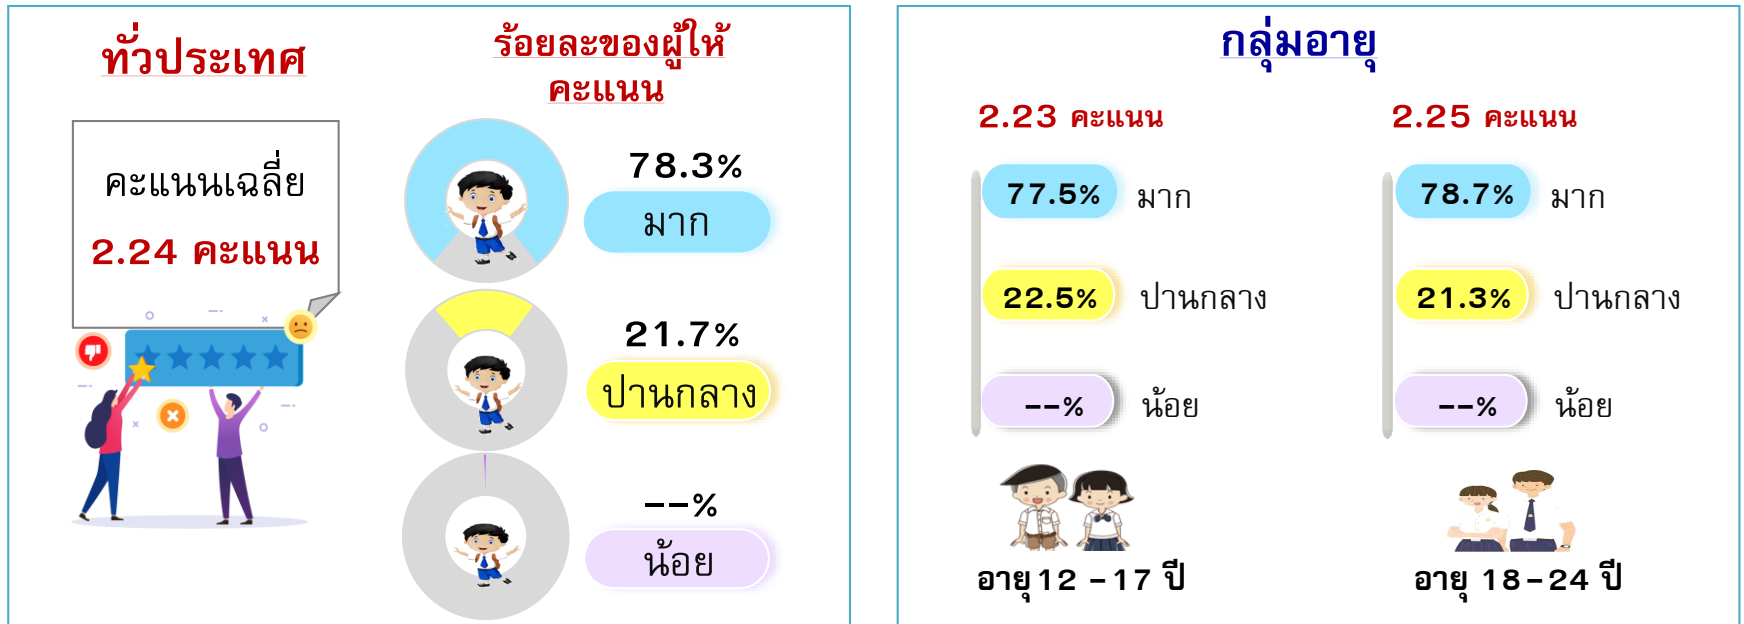 ทั่วประเทศ
คะแนนเฉลี่ย
2.24 คะแนน
ร้อยละของผู้ให้
คะแนน
78.3%
มาก
21.7%
ปานกลาง
--%
น้อย
กลุ่มอายุ
2.23 คะแนน
77.5% มาก
22.5% ปานกลาง
--% น้อย
อายุ 12 -17 ปี
2.25 คะแนน
78.7% มาก
21.3% ปานกลาง
--% น้อย
อายุ 18-24 ปี